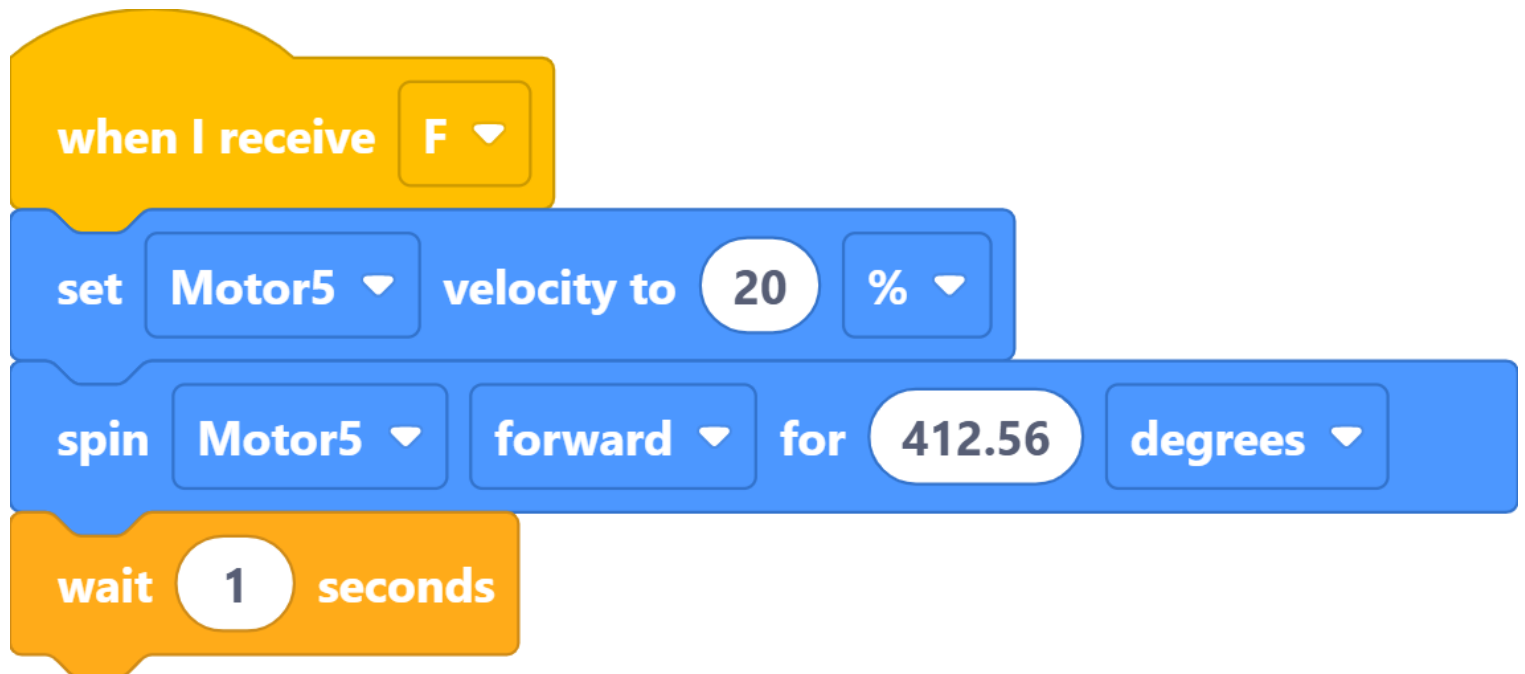 when I receive F
set Motor5 velocity to 20 %
spin Motor5 forward for 412.56 degrees
wait 1 seconds